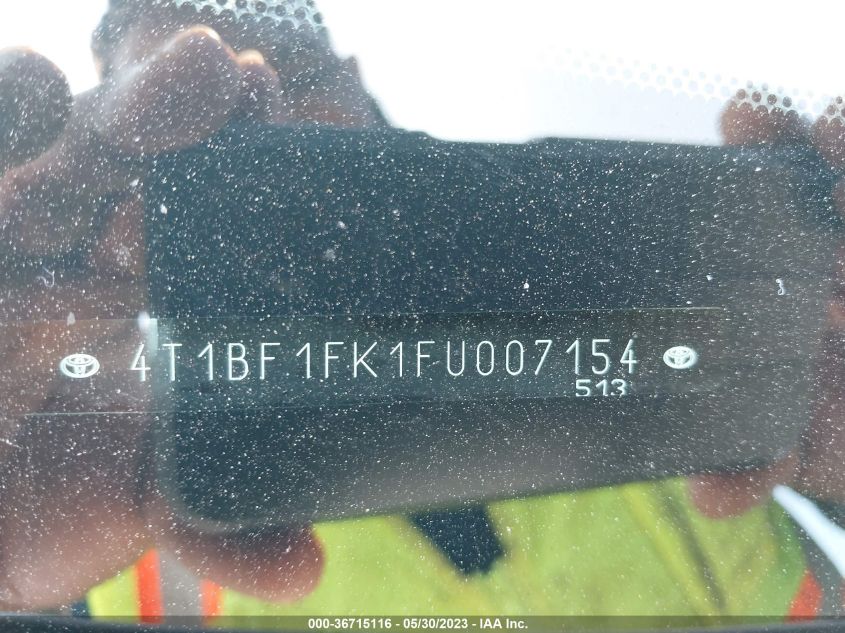 4T1BF1FK1FU007154
513
000-36715116 - 05/30/2023 - IAA Inc.